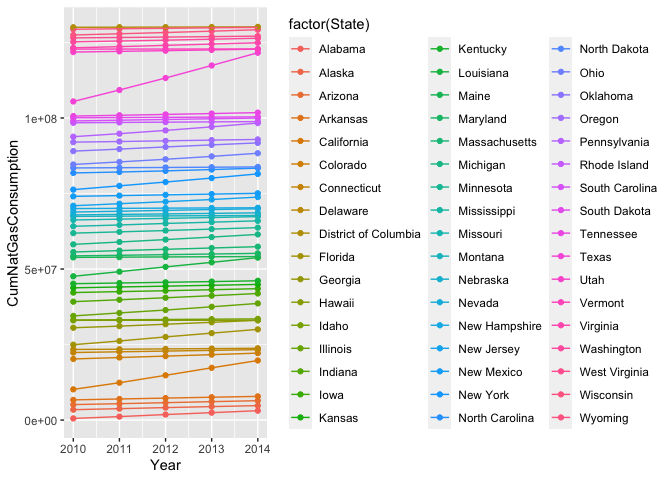 factor(State)
Alabama
Alaska
Arizona
Arkansas
California
Colorado
Connecticut
Delaware
District of Columbia
Florida
Georgia
Hawaii
Idaho
Illinois
Indiana
Iowa
Kansas
Kentucky
Louisiana
Maine
Maryland
Massachusetts
Michigan
Minnesota
Mississippi
Missouri
Montana
Nebraska
Nevada
New Hampshire
New Jersey
New Mexico
New York
North Carolina
North Dakota
Ohio
Oklahoma
Oregon
Pennsylvania
Rhode Island
South Carolina
South Dakota
Tennessee
Texas
Utah
Vermont
Virginia
Washington
West Virginia
Wisconsin
Wyoming
CumNatGasConsumption
1e+08
5e+07
0e+00
2010 2011 2012 2013 2014
Year